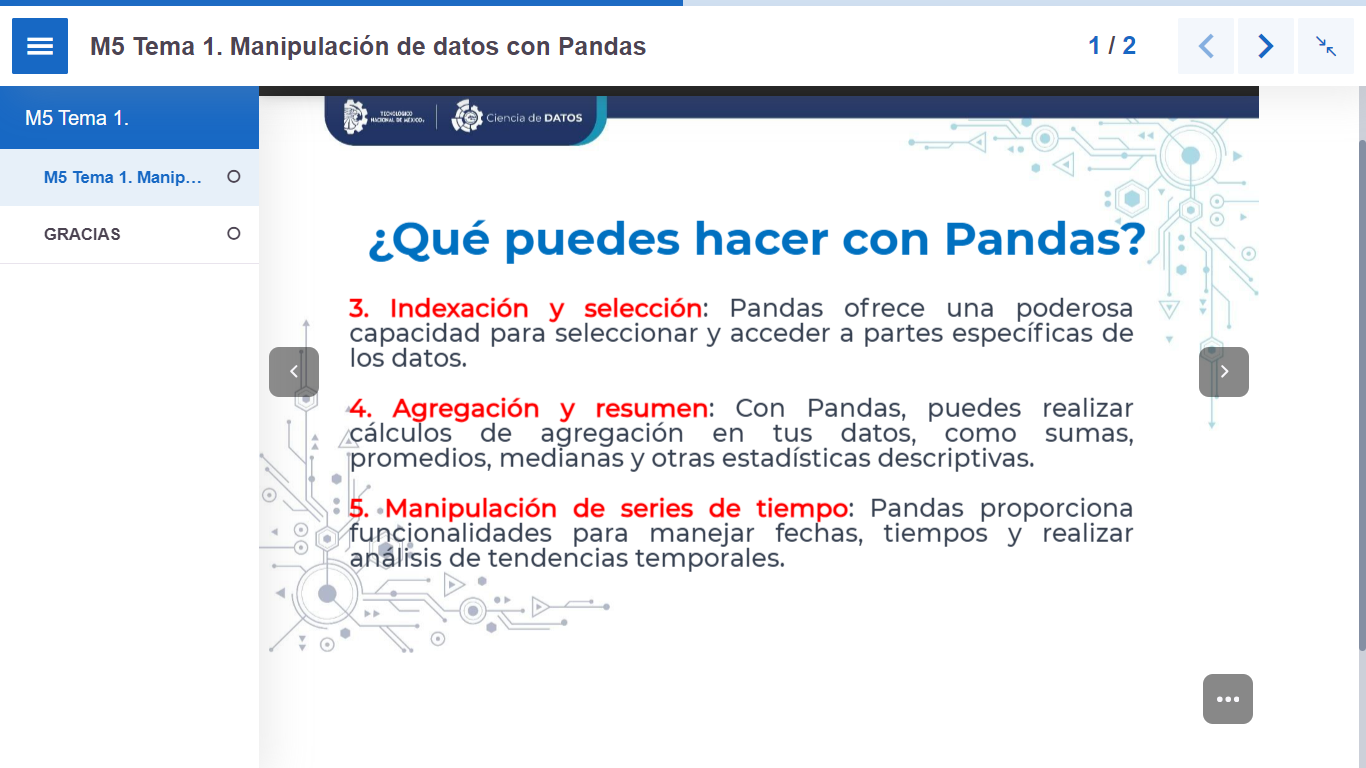 M5 Tema 1. Manipulación de datos con Pandas
1 / 2
M5 Tema 1.
M5 Tema 1. Manip...
GRACIAS
TECNOLÓGICO
NACIONAL DE MÉXICO
Ciencia de DATOS
¿Qué puedes hacer con Pandas?
3. Indexación y selección: Pandas ofrece una poderosa
capacidad para seleccionar y acceder a partes específicas de
los datos.
4. Agregación y resumen: Con Pandas, puedes realizar
cálculos de agregación en tus datos, como sumas,
promedios, medianas y otras estadísticas descriptivas.
5. Manipulación de series de tiempo: Pandas proporciona
funcionalidades para manejar fechas, tiempos y realizar
análisis de tendencias temporales.